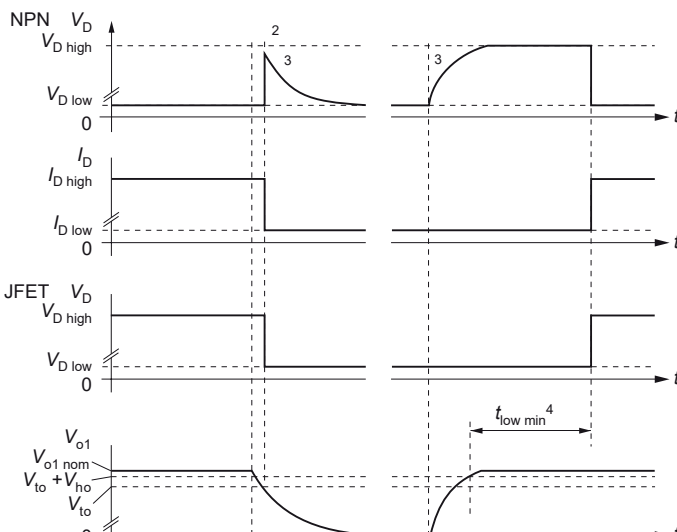 NPN V_D
V_D high
2
3
3
V_D low
0
t
I_D
I_D high
I_D low
0
t
JFET V_D
V_D high
V_D low
0
t
t_low min 4
V_o1
V_o1 nom
V_to + V_ho
V_to